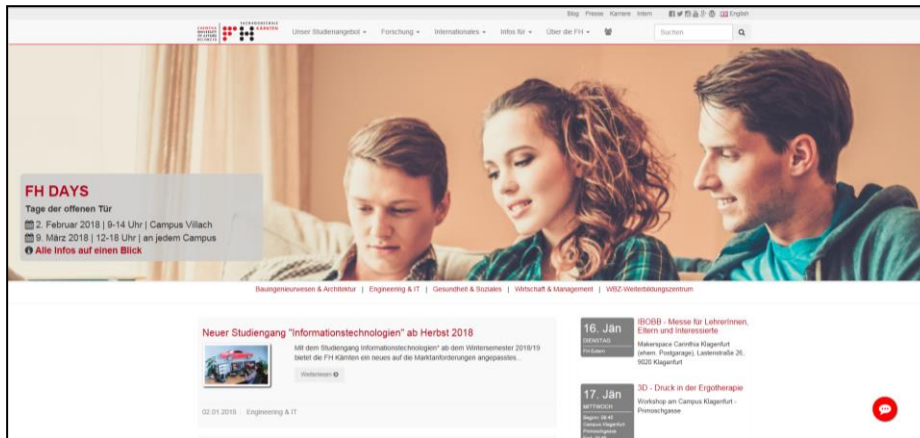 Blog Presse Karriere Intern English
FACHHOCHSCHULE
KÄRNTEN
Unser Studienangebot Forschung Internationales Infos für Über die FH Suchen
FH DAYS
Tage der offenen Tür
2. Februar 2018 | 9-14 Uhr | Campus Villach
9. März 2018 | 12-18 Uhr | an jedem Campus
Alle Infos auf einen Blick
Bauingenieurwesen & Architektur | Engineering & IT | Gesundheit & Soziales | Wirtschaft & Management | WBZ-Weiterbildungszentrum
Neuer Studiengang "Informationstechnologien" ab Herbst 2018
Mit dem Studiengang Informationstechnologien* ab dem Wintersemester 2018/19
bietet die FH Kärnten ein neues auf die Marktanforderungen angepasstes...
Weiterlesen
02.01.2018 Engineering & IT
16. Jän
DIENSTAG
IBOBB - Messe für LehrerInnen,
Eltern und Interessierte
Makerspace Carinthia Klagenfurt
(ehem. Postgarage), Lastenstraße 26,
9020 Klagenfurt
17. Jän
MITTWOCH
Campus Klagenfurt
Primoschgasse
3D - Druck in der Ergotherapie
Workshop am Campus Klagenfurt -
Primoschgasse